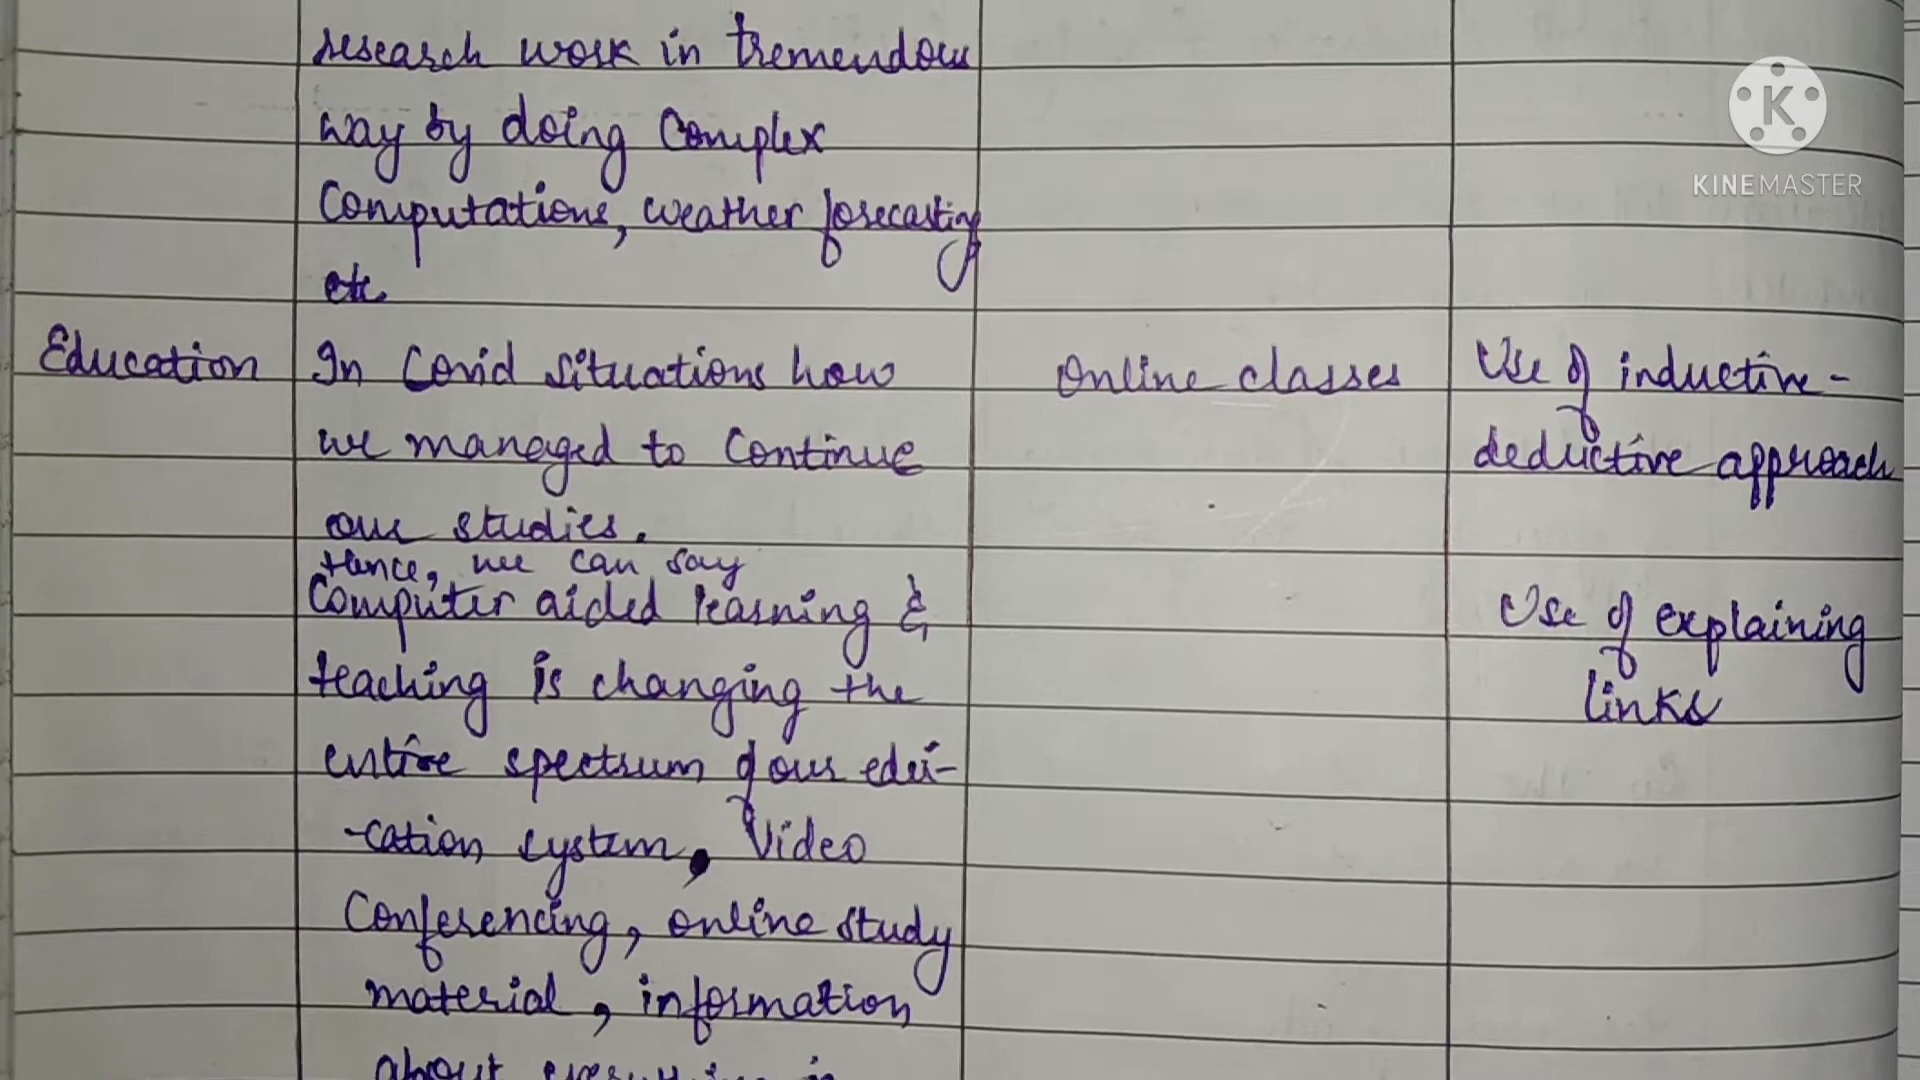 research work in tremendous
way by doing Complex
Computations, weather forecasting
etc.
Education
In Covid situations how
we managed to continue
our studies.
Hence, we can say
Computer aided learning &
teaching is changing the
entire spectrum of our edu-
-cation system, Video
Conferencing, online study
material, information
about everything is
Online classes
Use of inductive-
deductive approach
Use of explaining
links
K
KINEMASTER